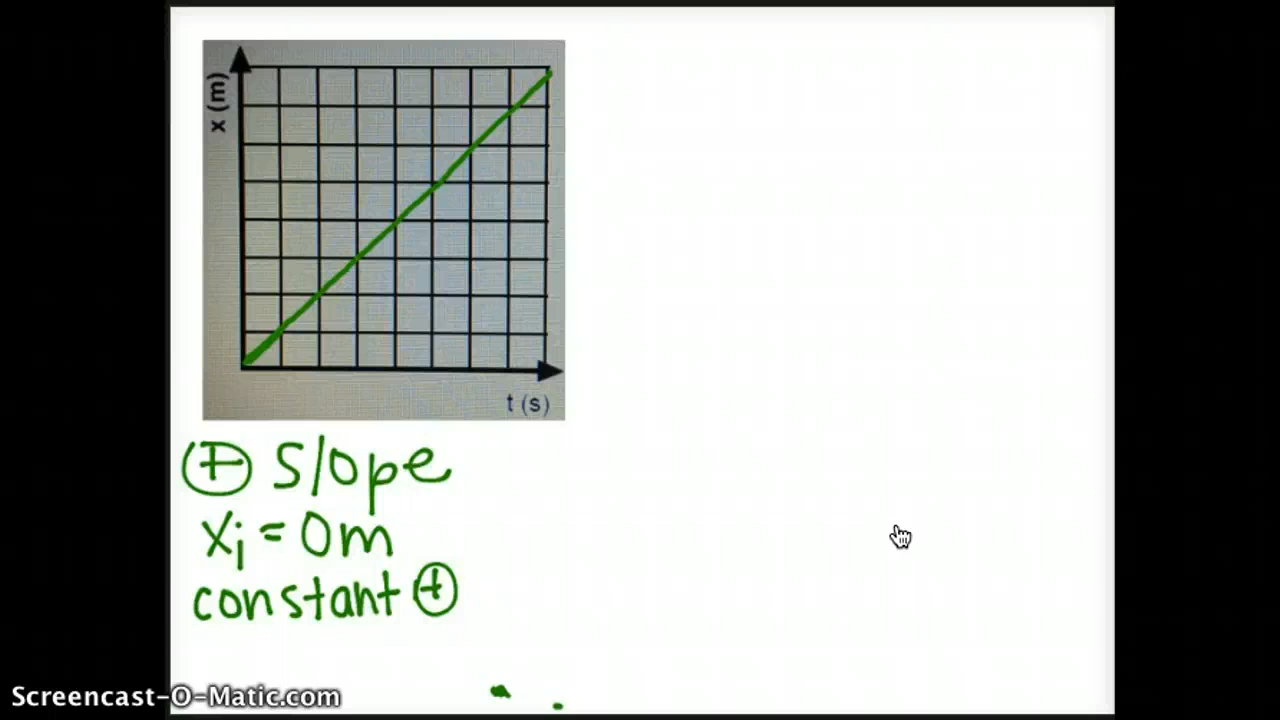 x (m)
t (s)
(+) Slope
xi = 0m
constant (+)
Screencast-O-Matic.com